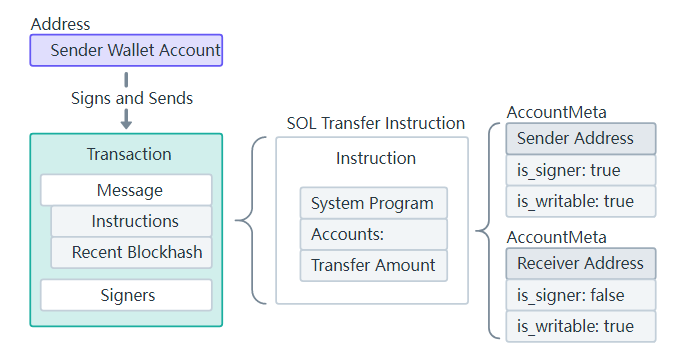 Address
Sender Wallet Account
Signs and Sends
Transaction
Message
Instructions
Recent Blockhash
Signers
SOL Transfer Instruction
Instruction
System Program
Accounts:
Transfer Amount
AccountMeta
Sender Address
is_signer: true
is_writable: true
AccountMeta
Receiver Address
is_signer: false
is_writable: true